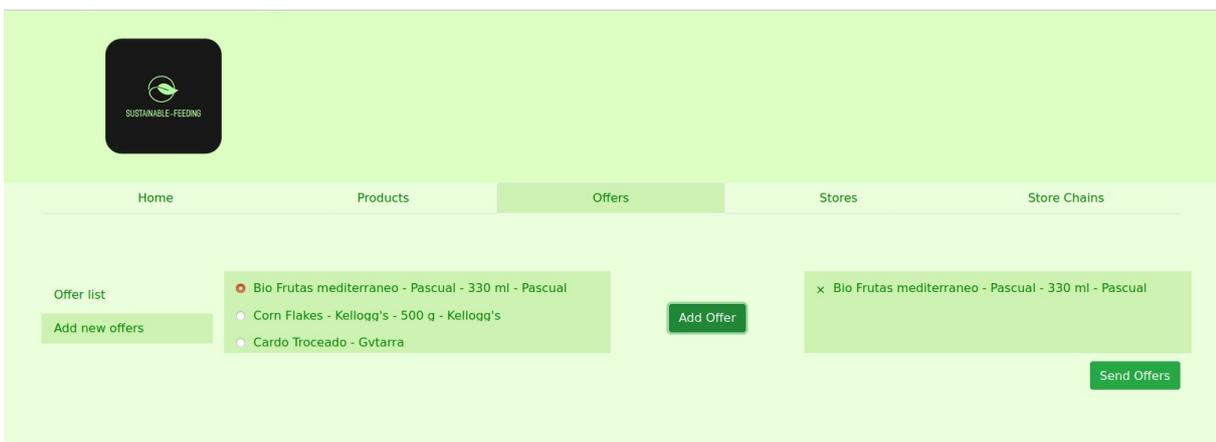 SUSTAINABLE-FEEDING
Home
Products
Offers
Stores
Store Chains
Offer list
Add new offers
Bio Frutas mediterraneo - Pascual - 330 ml - Pascual
Corn Flakes - Kellogg's - 500 g - Kellogg's
Cardo Troceado - Gvtarra
Add Offer
× Bio Frutas mediterraneo - Pascual - 330 ml - Pascual
Send Offers